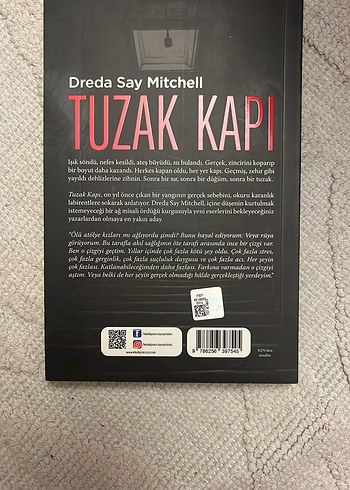 Dreda Say Mitchell
TUZAK KAPI
Işık söndü, nefes kesildi, ateş büyüdü, su bulandı. Gerçek, zincirini koparıp
bir boyut daha kazandı. Herkes kapan oldu, her yer kapı. Geçmiş, zehir gibi
yayıldı dehlizlerine zihnin. Sonra bir sır, sonra bir düğüm, sonra bir tuzak.
Tuzak Kapı, on yıl önce çıkan bir yangının gerçek sebebini, okuru karanlık
labirentlere sokarak anlatıyor. Dreda Say Mitchell, içine düşenin kurtulmak
istemeyeceği bir ağ misali ördüğü kurgusuyla yeni eserlerini bekleyeceğiniz
yazarlardan olmaya en yakın aday.
"Ölü atölye kızları mı ağlıyordu şimdi? Bunu hayal ediyorum. Veya rüya
görüyorum. Bu tarafla akıl sağlığının öte tarafı arasında ince bir çizgi var.
Ben o çizgiyi geçtim. Yıllar içinde çok fazla kötü şey oldu. Çok fazla stres,
çok fazla gerginlik, çok fazla suçluluk duygusu ve çok fazla acı. Her şeyin
çok fazlası. Katlanabileceğimden daha fazlası. Farkına varmadan o çizgiyi
aştım. Veya belki de her şeyin gerçek olmadığı hâlde gerçekleştiği yerdeyim"
9 786256 397545